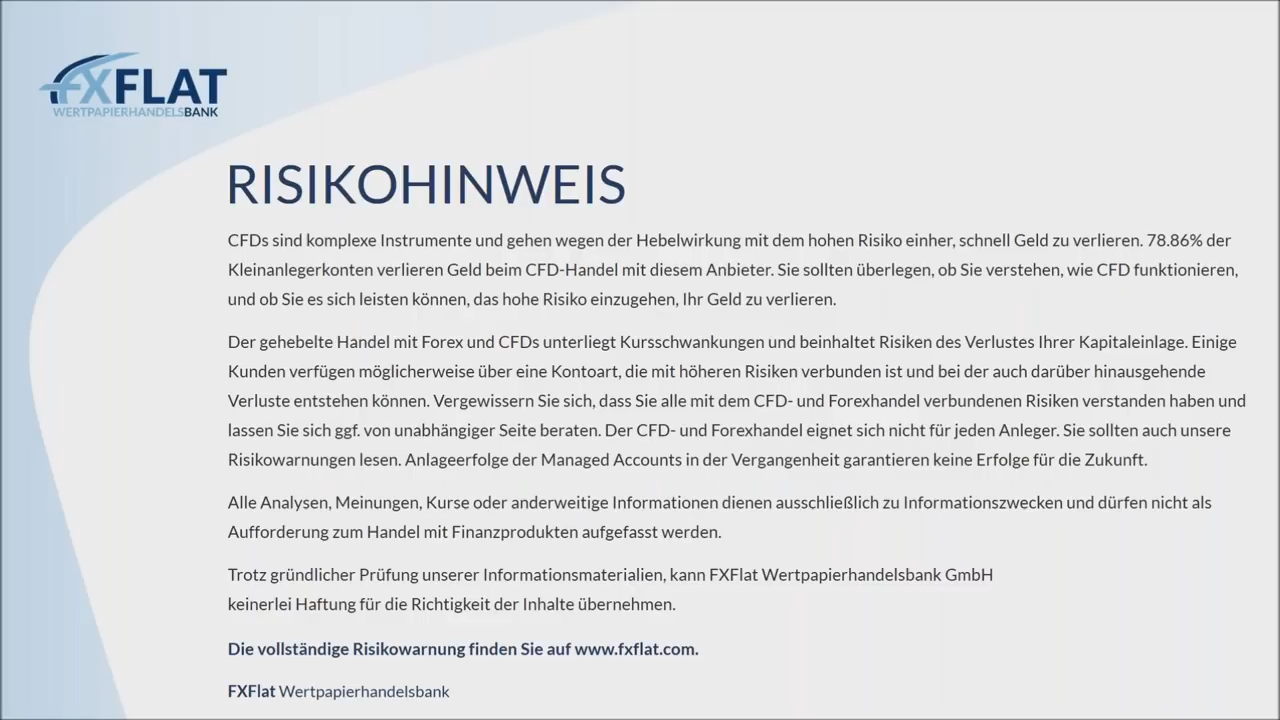 FXFLAT
WERTPAPIERHANDELSBANK
RISIKOHINWEIS
CFDs sind komplexe Instrumente und gehen wegen der Hebelwirkung mit dem hohen Risiko einher, schnell Geld zu verlieren. 78.86% der
Kleinanlegerkonten verlieren Geld beim CFD-Handel mit diesem Anbieter. Sie sollten überlegen, ob Sie verstehen, wie CFD funktionieren,
und ob Sie es sich leisten können, das hohe Risiko einzugehen, Ihr Geld zu verlieren.
Der gehebelte Handel mit Forex und CFDs unterliegt Kursschwankungen und beinhaltet Risiken des Verlustes Ihrer Kapitaleinlage. Einige
Kunden verfügen möglicherweise über eine Kontoart, die mit höheren Risiken verbunden ist und bei der auch darüber hinausgehende
Verluste entstehen können. Vergewissern Sie sich, dass Sie alle mit dem CFD- und Forexhandel verbundenen Risiken verstanden haben und
lassen Sie sich ggf. von unabhängiger Seite beraten. Der CFD- und Forexhandel eignet sich nicht für jeden Anleger. Sie sollten auch unsere
Risikowarnungen lesen. Anlageerfolge der Managed Accounts in der Vergangenheit garantieren keine Erfolge für die Zukunft.
Alle Analysen, Meinungen, Kurse oder anderweitige Informationen dienen ausschließlich zu Informationszwecken und dürfen nicht als
Aufforderung zum Handel mit Finanzprodukten aufgefasst werden.
Trotz gründlicher Prüfung unserer Informationsmaterialien, kann FXFlat Wertpapierhandelsbank GmbH
keinerlei Haftung für die Richtigkeit der Inhalte übernehmen.
Die vollständige Risikowarnung finden Sie auf www.fxflat.com.
FXFlat Wertpapierhandelsbank